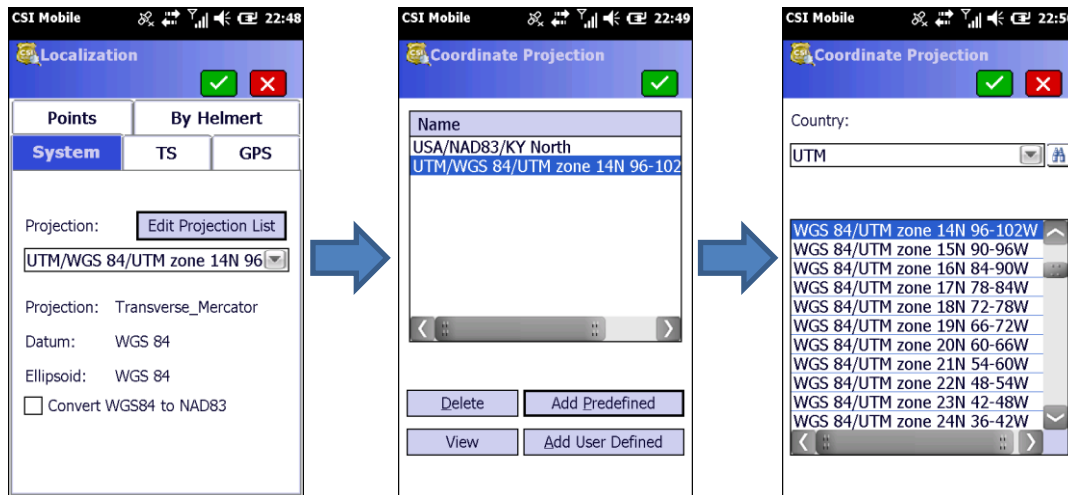 CSI Mobile 22:48
Localization
Points By Helmert
System TS GPS
Projection: Edit Projection List
UTM/WGS 84/UTM zone 14N 96
Projection: Transverse_Mercator
Datum: WGS 84
Ellipsoid: WGS 84
Convert WGS84 to NAD83
CSI Mobile 22:49
Coordinate Projection
Name
USA/NAD83/KY North
UTM/WGS 84/UTM zone 14N 96-102
Delete Add Predefined
View Add User Defined
CSI Mobile 22:50
Coordinate Projection
Country:
UTM
WGS 84/UTM zone 14N 96-102W
WGS 84/UTM zone 15N 90-96W
WGS 84/UTM zone 16N 84-90W
WGS 84/UTM zone 17N 78-84W
WGS 84/UTM zone 18N 72-78W
WGS 84/UTM zone 19N 66-72W
WGS 84/UTM zone 20N 60-66W
WGS 84/UTM zone 21N 54-60W
WGS 84/UTM zone 22N 48-54W
WGS 84/UTM zone 23N 42-48W
WGS 84/UTM zone 24N 36-42W